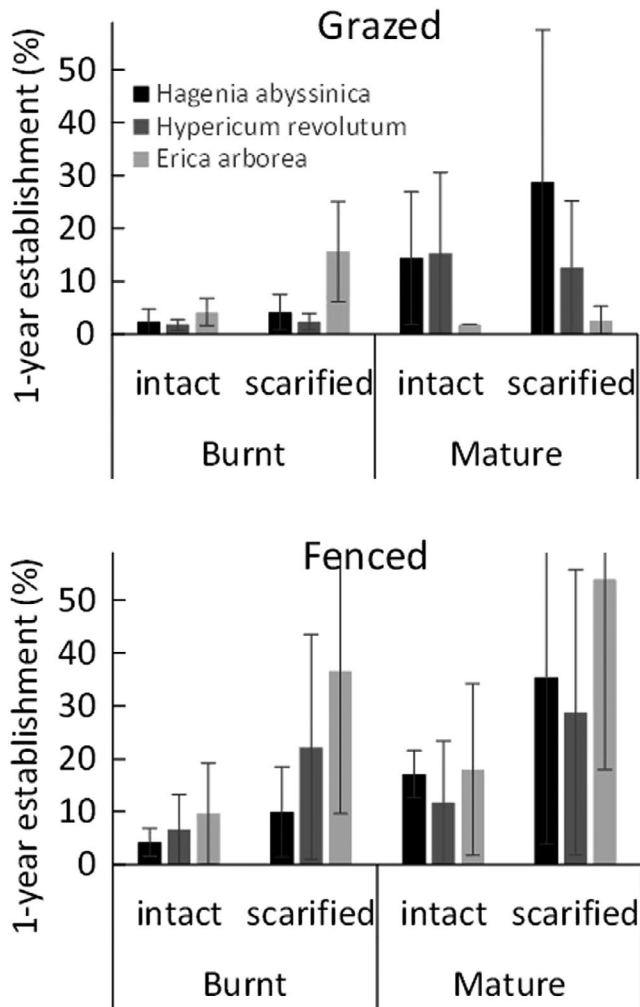 Grazed
1-year establishment (%)
50
40
30
20
10
0
Hagenia abyssinica
Hypericum revolutum
Erica arborea
intact scarified intact scarified
Burnt Mature
Fenced
1-year establishment (%)
50
40
30
20
10
0
intact scarified intact scarified
Burnt Mature